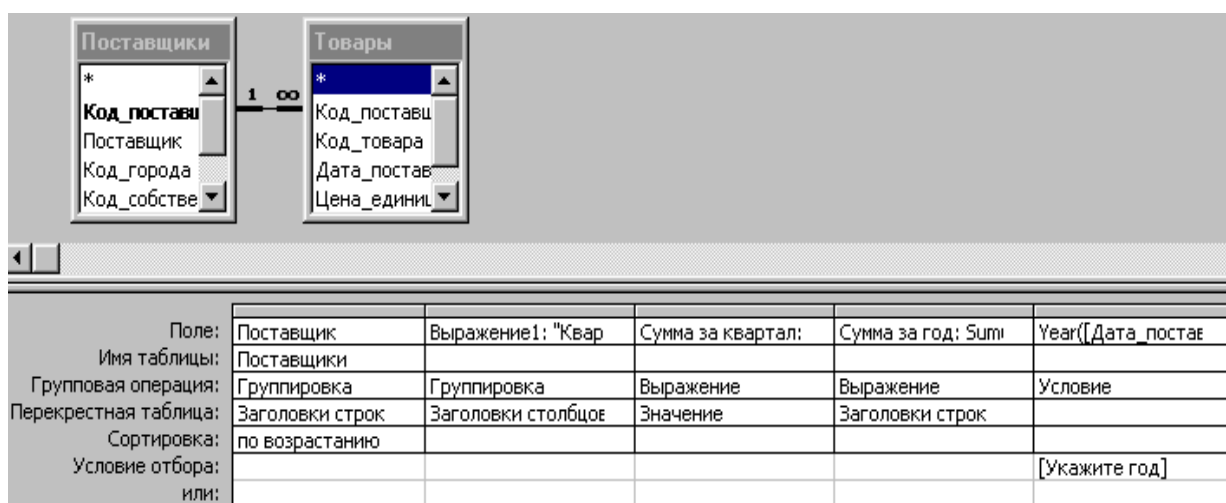 Поставщики Товары
* *
1 ∞
Код_поставщ Код_поставщ
Поставщик Код_товара
Код_города Дата_постав
Код_собстве Цена_единиц
Поле: Поставщик Выражение1: "Квар Сумма за квартал: Сумма за год: Sum( Year([Дата_постав
Имя таблицы: Поставщики
Групповая операция: Группировка Группировка Выражение Выражение Условие
Перекрестная таблица: Заголовки строк Заголовки столбцов Значение Заголовки строк
Сортировка: по возрастанию
Условие отбора: [Укажите год]
или: